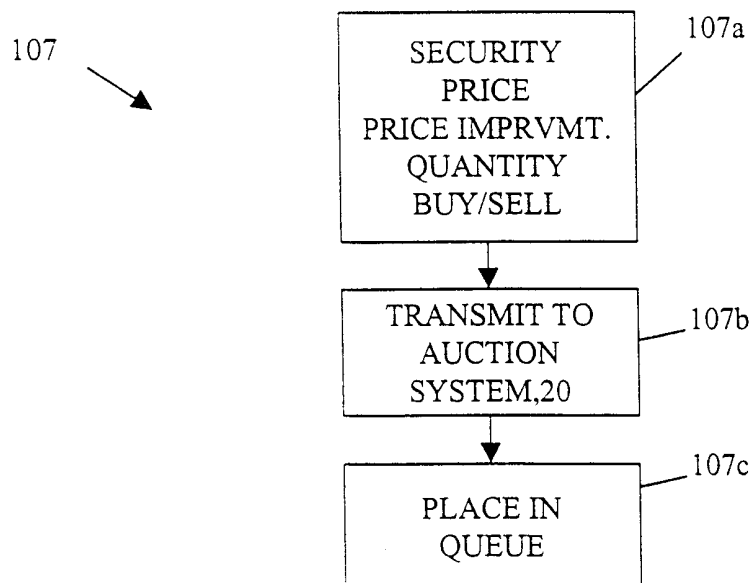 107
107a
SECURITY
PRICE
PRICE IMPRVMT.
QUANTITY
BUY/SELL
TRANSMIT TO
AUCTION
SYSTEM,20
107b
PLACE IN
QUEUE
107c